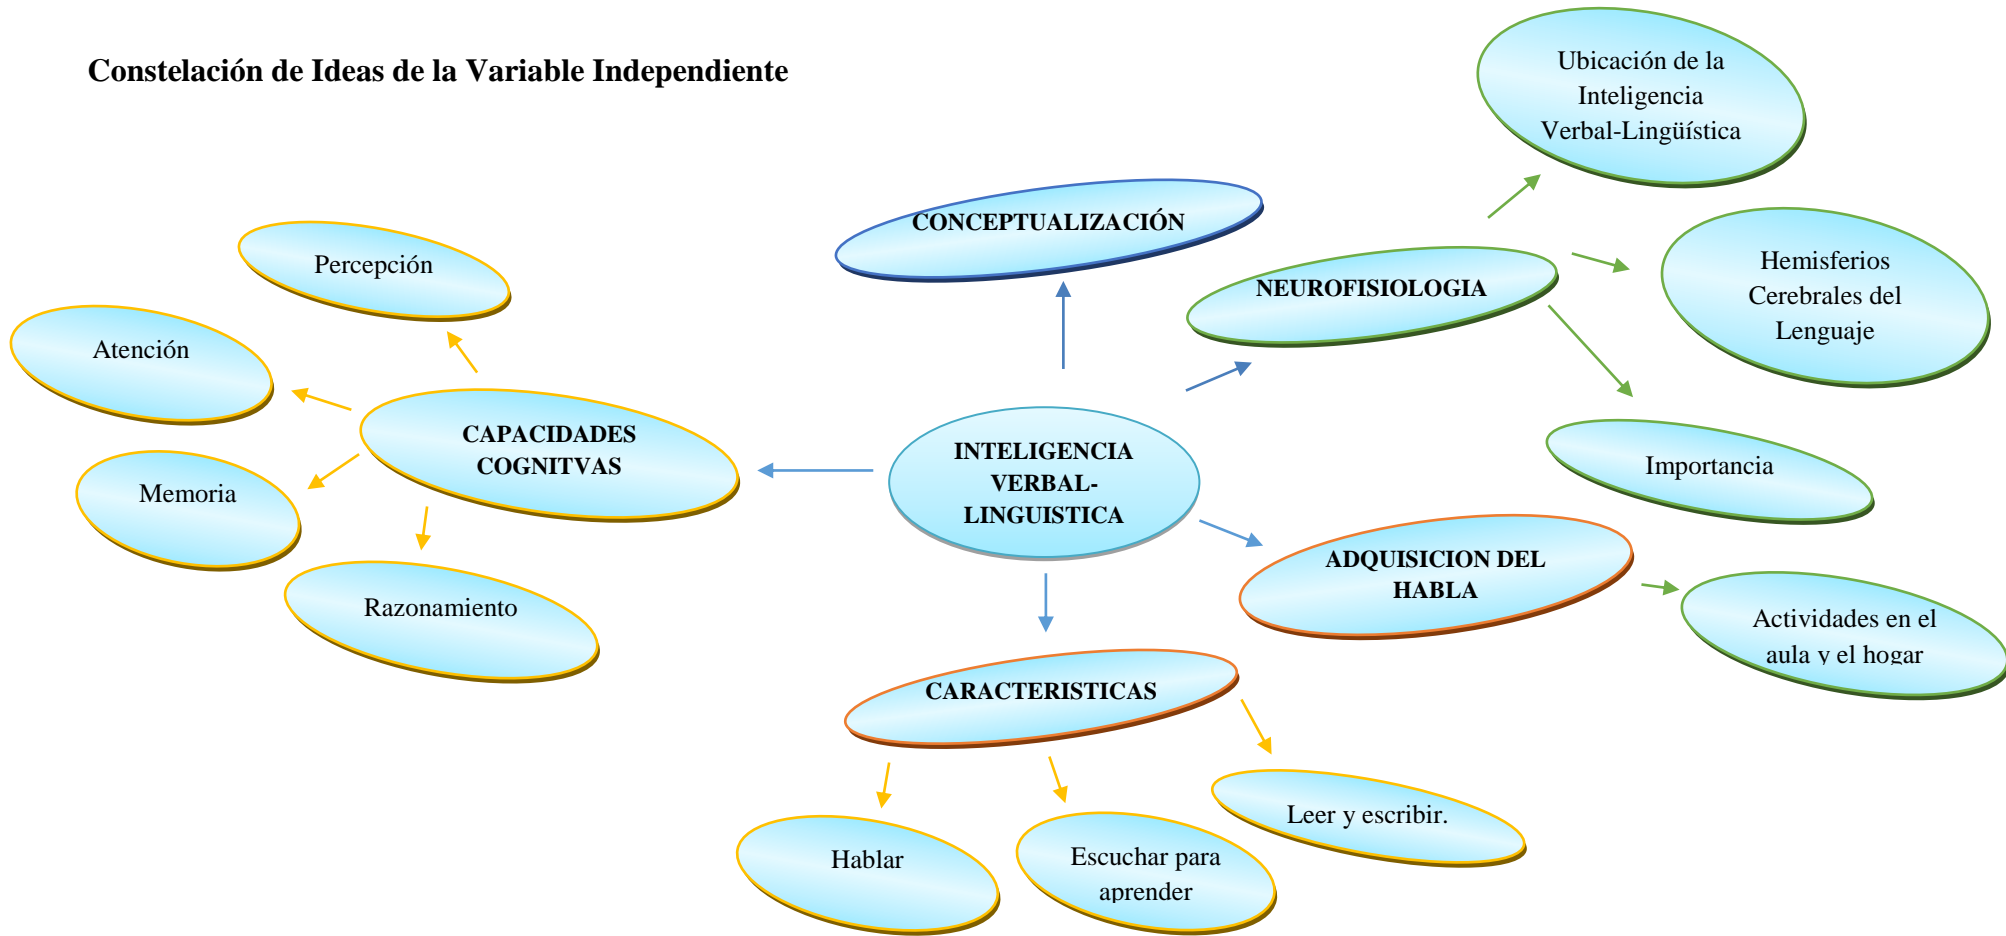 Constelación de Ideas de la Variable Independiente
Ubicación de la
Inteligencia
Verbal-Lingüística
CONCEPTUALIZACIÓN
NEUROFISIOLOGIA
Hemisferios
Cerebrales del
Lenguaje
Percepción
Atención
CAPACIDADES
COGNITVAS
Memoria
Razonamiento
INTELIGENCIA
VERBAL-
LINGUISTICA
Importancia
ADQUISICION DEL
HABLA
Actividades en el
aula y el hogar
CARACTERISTICAS
Hablar
Escuchar para
aprender
Leer y escribir.